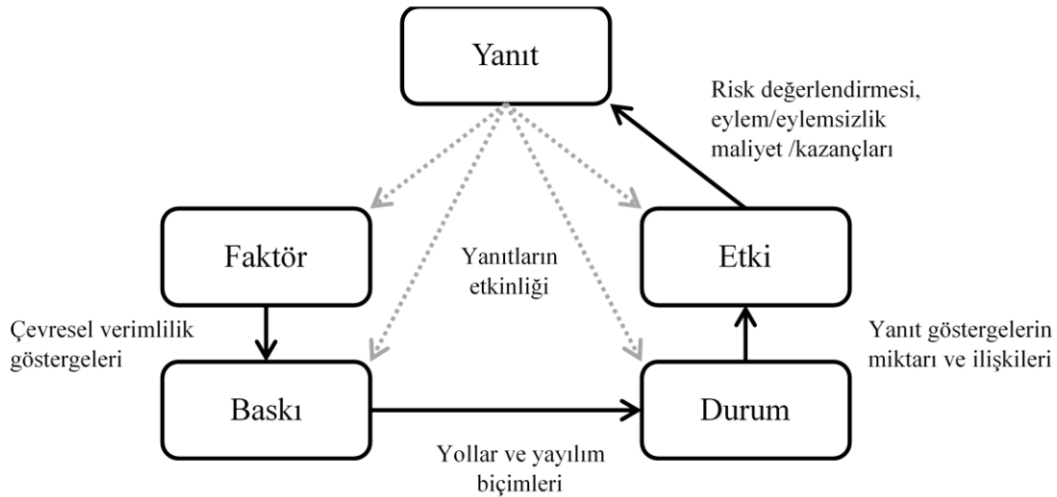 Yanıt
Risk değerlendirmesi,
eylem/eylemsizlik
maliyet /kazançları
Faktör
Yanıtların
etkinliği
Etki
Çevresel verimlilik
göstergeleri
Yanıt göstergelerin
miktarı ve ilişkileri
Baskı
Durum
Yollar ve yayılım
biçimleri